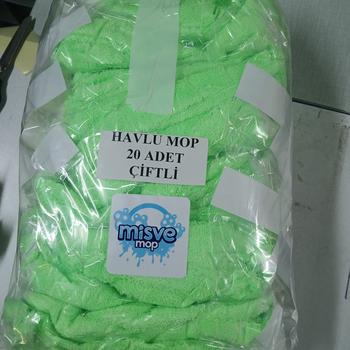 HAVLU MOP
20 ADET
ÇİFTLİ
misve
mop